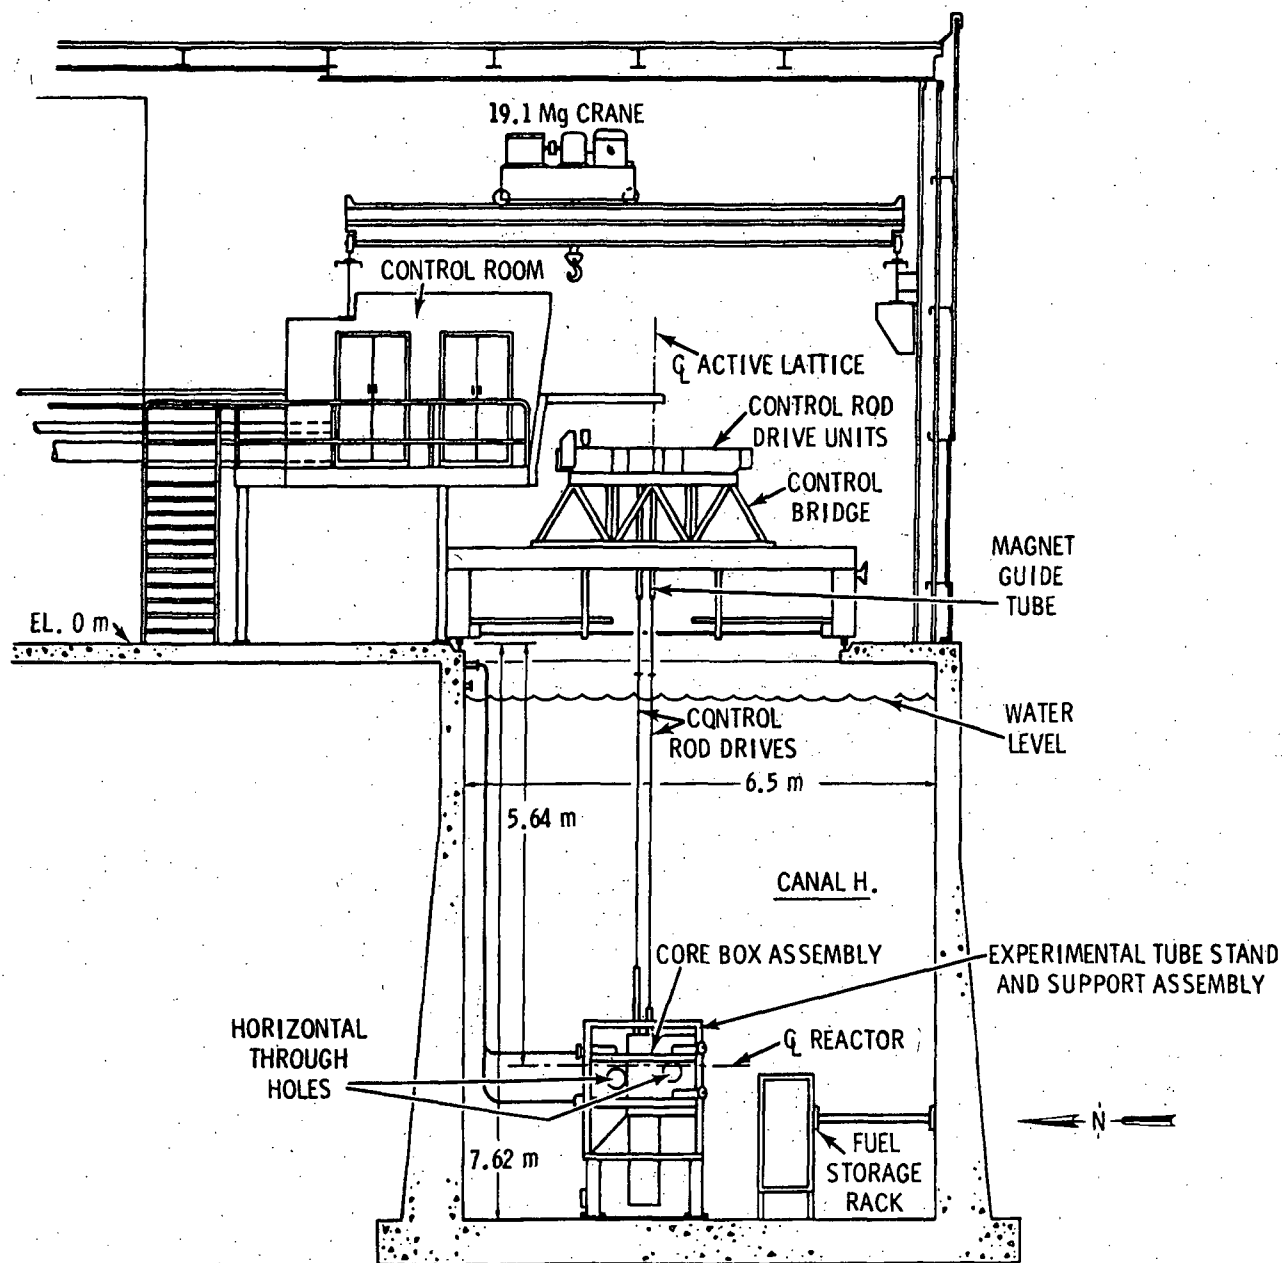 19.1 Mg CRANE
CONTROL ROOM
℄ ACTIVE LATTICE
CONTROL ROD
DRIVE UNITS
CONTROL
BRIDGE
MAGNET
GUIDE
TUBE
EL. 0 m
WATER
LEVEL
CONTROL
ROD DRIVES
6.5 m
5.64 m
CANAL H.
CORE BOX ASSEMBLY
EXPERIMENTAL TUBE STAND
AND SUPPORT ASSEMBLY
HORIZONTAL
THROUGH
HOLES
℄ REACTOR
N
7.62 m
FUEL
STORAGE
RACK